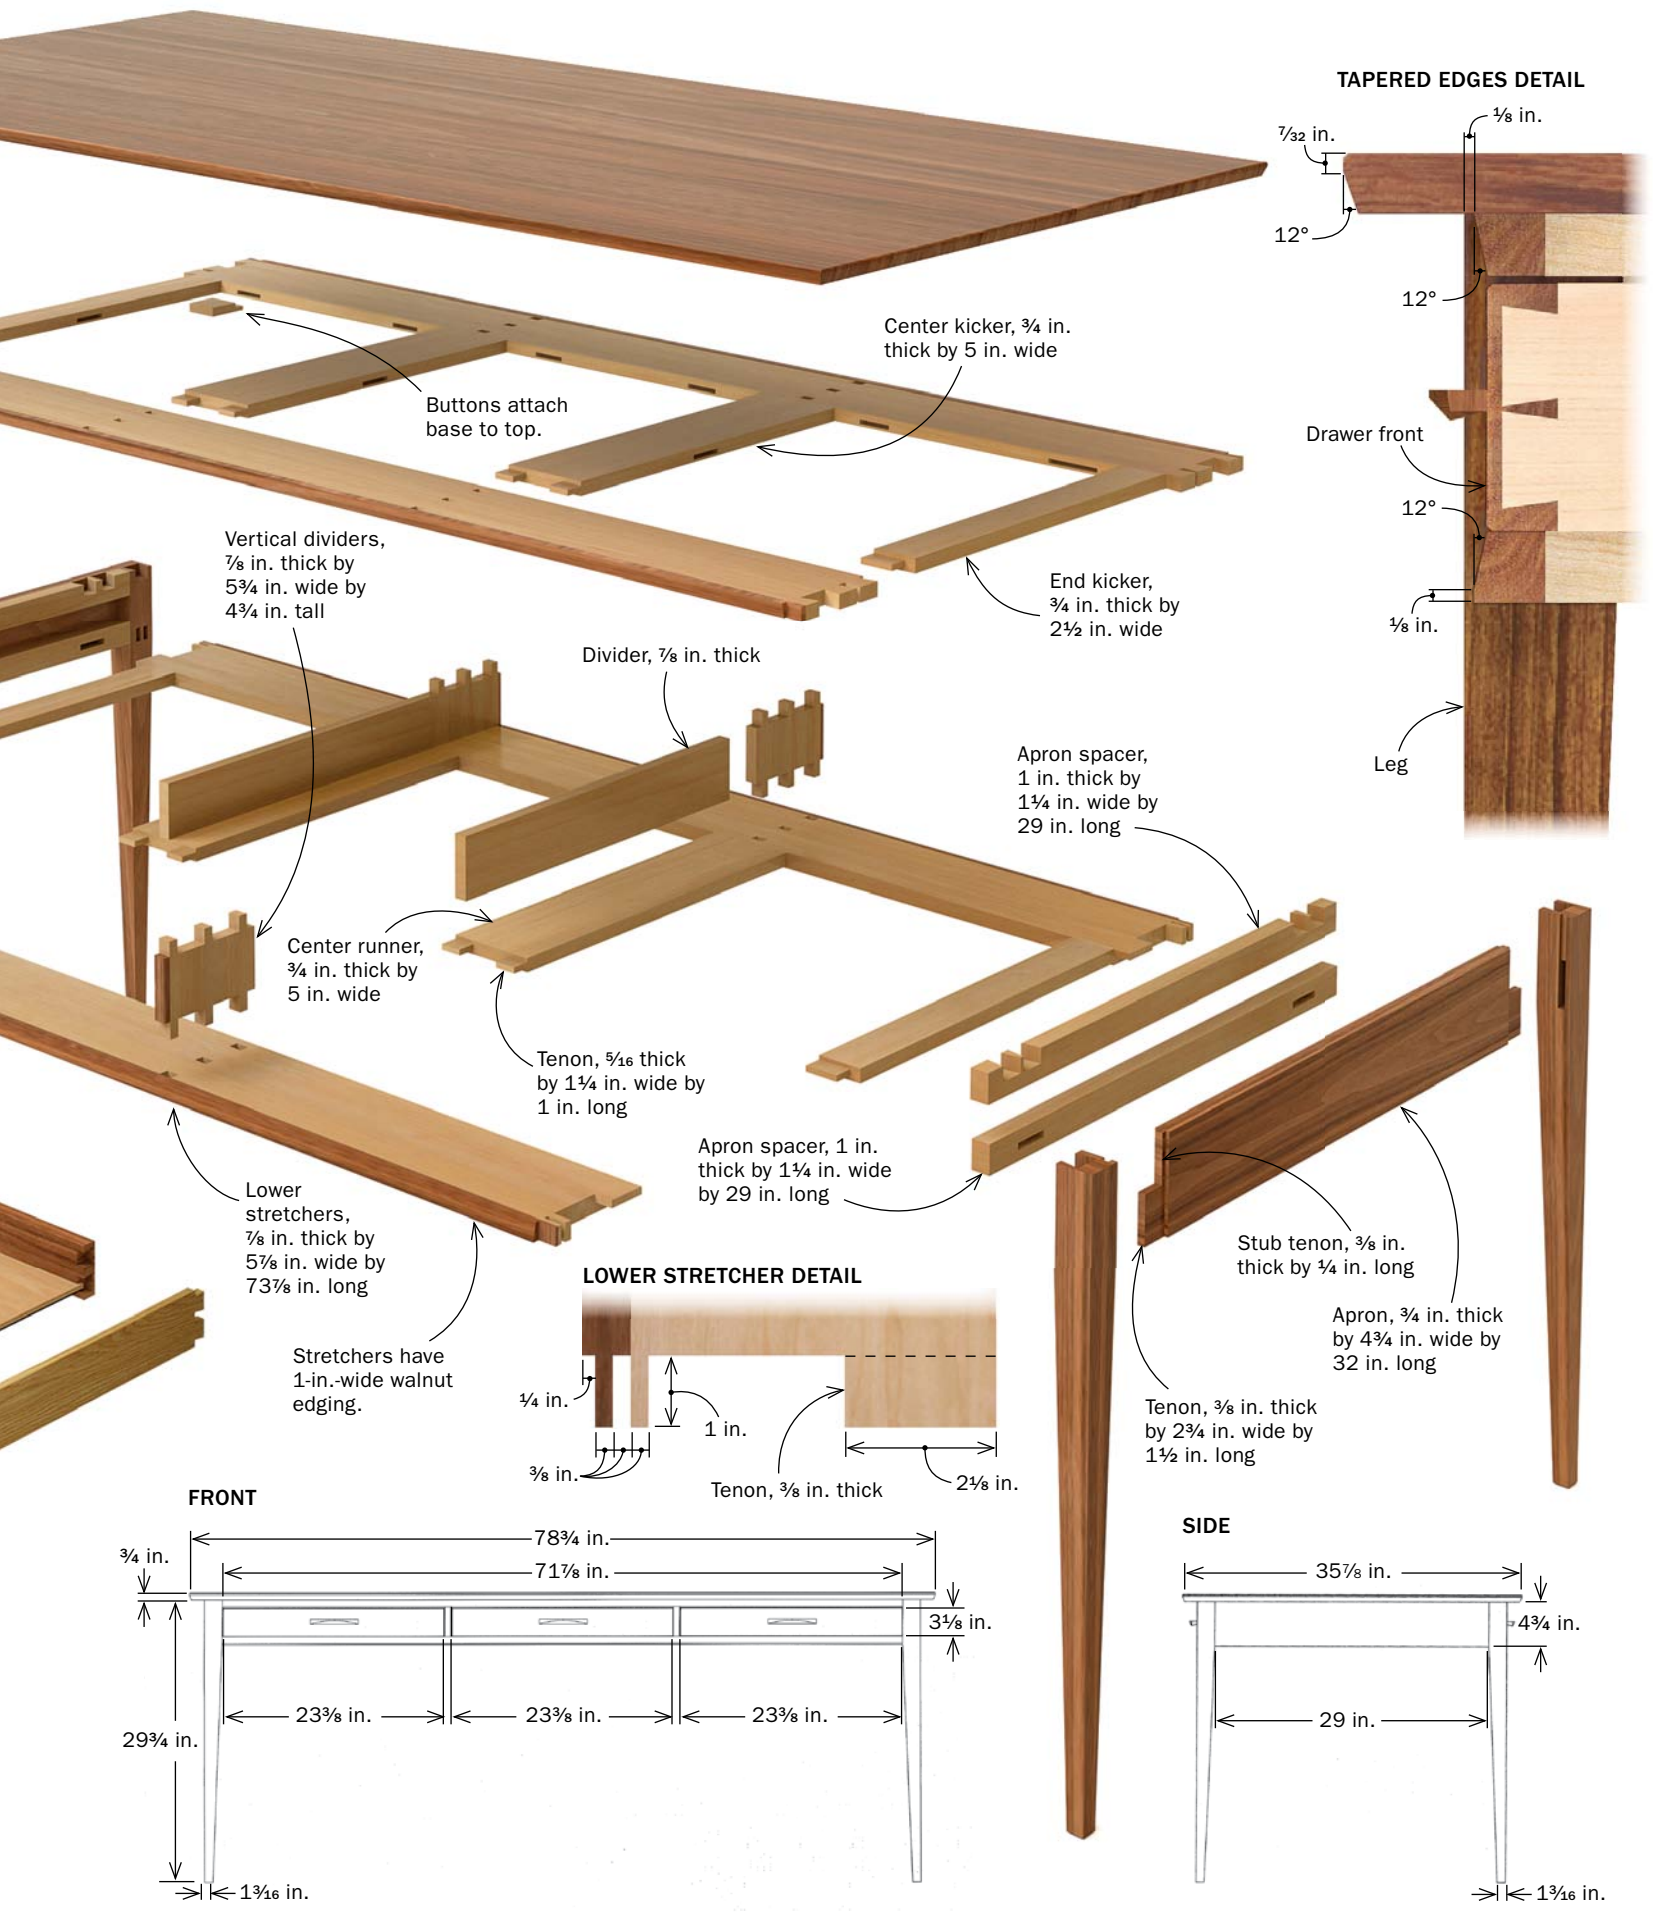 TAPERED EDGES DETAIL
⅛ in.
7⁄32 in.
12°
12°
Center kicker, ¾ in.
thick by 5 in. wide
Buttons attach
base to top.
Drawer front
12°
Vertical dividers,
⅞ in. thick by
5¾ in. wide by
4¾ in. tall
End kicker,
¾ in. thick by
2½ in. wide
⅛ in.
Divider, ⅞ in. thick
Leg
Apron spacer,
1 in. thick by
1¼ in. wide by
29 in. long
Center runner,
¾ in. thick by
5 in. wide
Tenon, 5⁄16 thick
by 1¼ in. wide by
1 in. long
Apron spacer, 1 in.
thick by 1¼ in. wide
by 29 in. long
Lower
stretchers,
⅞ in. thick by
5⅞ in. wide by
73⅞ in. long
Stub tenon, ⅜ in.
thick by ¼ in. long
Apron, ¾ in. thick
by 4¾ in. wide by
32 in. long
Stretchers have
1-in.-wide walnut
edging.
Tenon, ⅜ in. thick
by 2¾ in. wide by
1½ in. long
LOWER STRETCHER DETAIL
¼ in.
1 in.
⅜ in.
Tenon, ⅜ in. thick
2⅛ in.
FRONT
78¾ in.
¾ in.
71⅞ in.
3⅛ in.
23⅜ in.
23⅜ in.
23⅜ in.
29¾ in.
13⁄16 in.
SIDE
35⅞ in.
4¾ in.
29 in.
13⁄16 in.